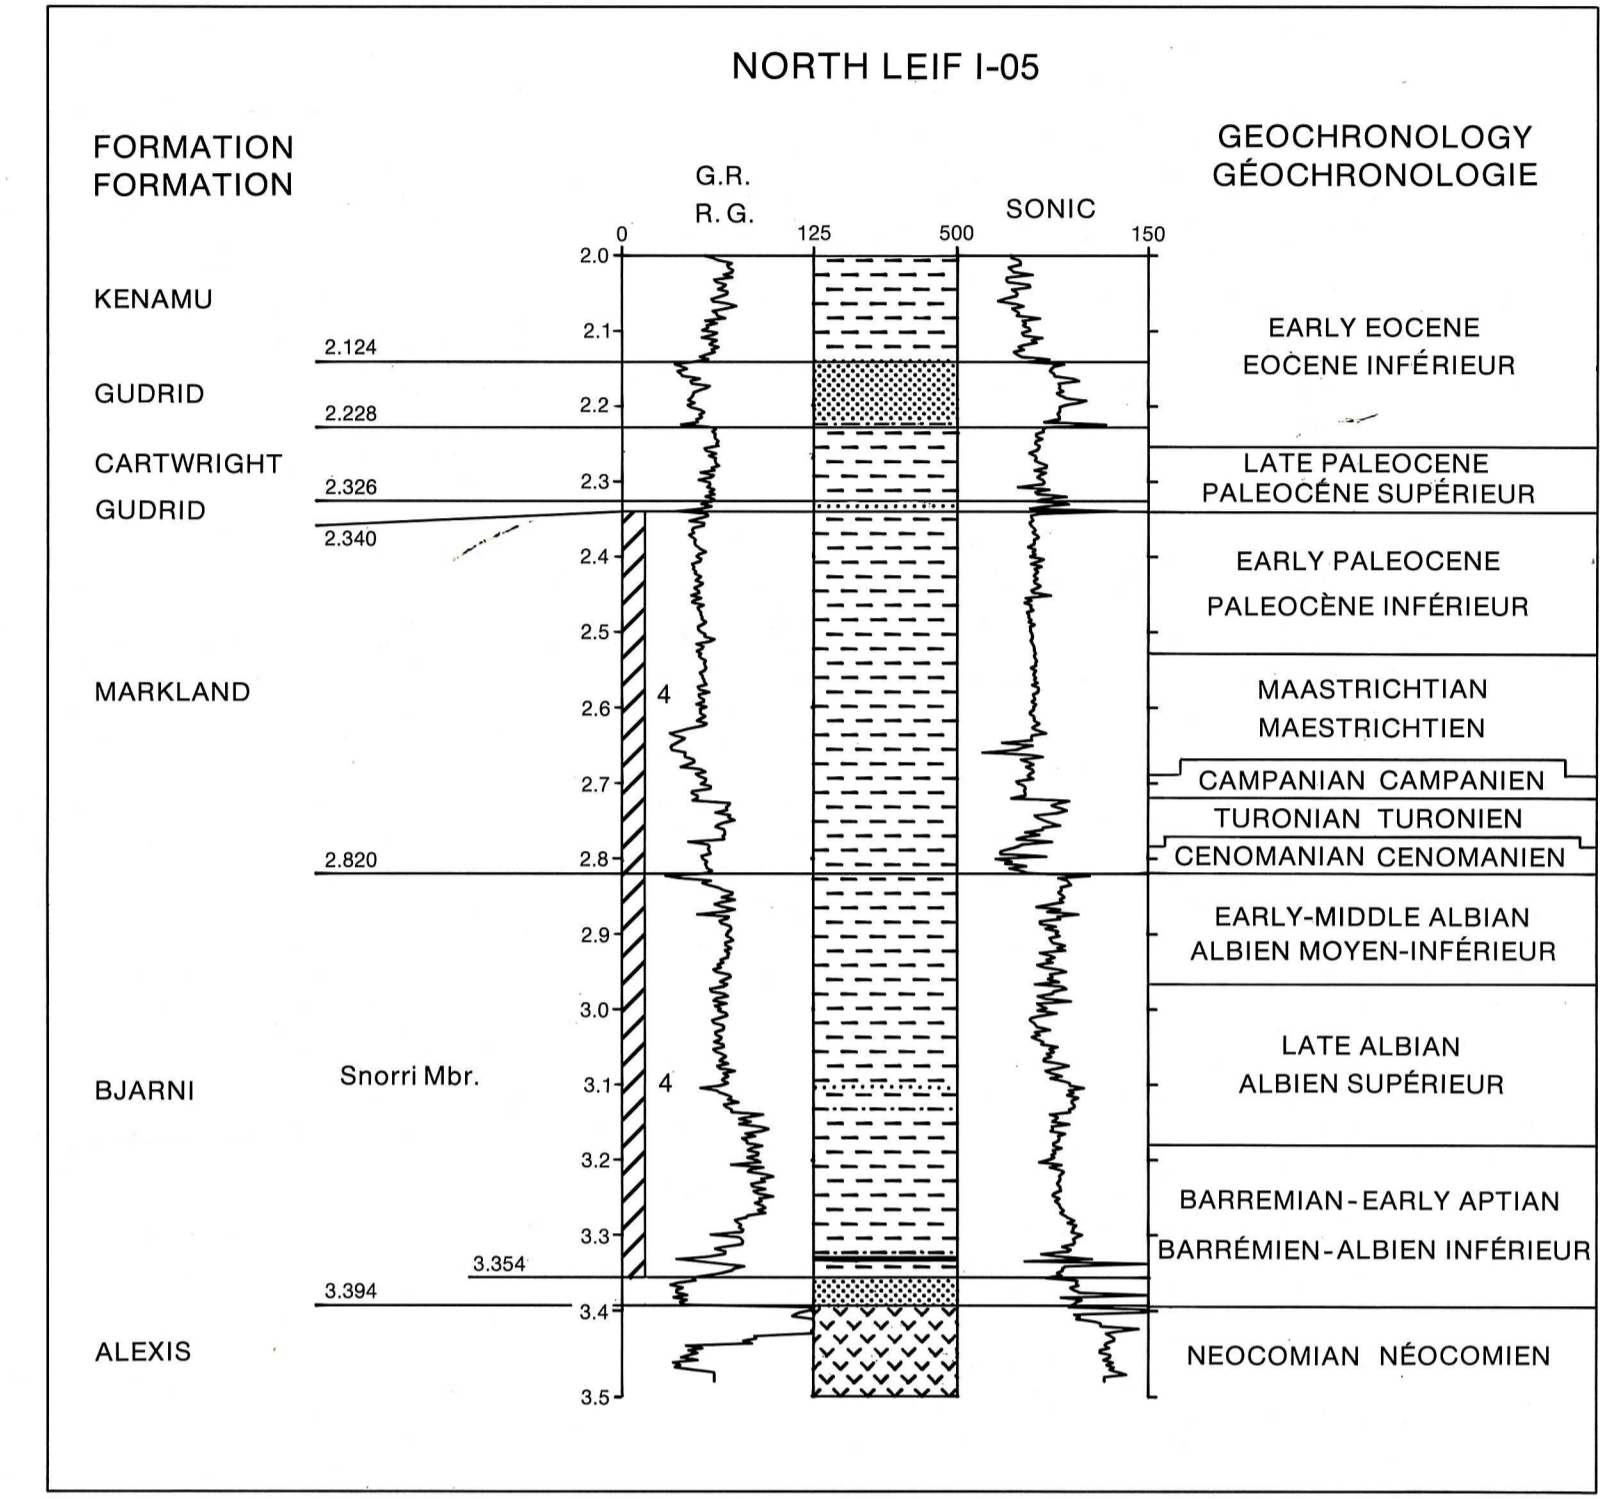 NORTH LEIF I-05
FORMATION
FORMATION
G.R.
R. G.
SONIC
GEOCHRONOLOGY
GÉOCHRONOLOGIE
0
125
500
150
2.0
2.1
2.2
2.3
2.4
2.5
2.6
2.7
2.8
2.9
3.0
3.1
3.2
3.3
3.4
3.5
KENAMU
2.124
GUDRID
2.228
CARTWRIGHT
2.326
GUDRID
2.340
MARKLAND
4
2.820
BJARNI
Snorri Mbr.
4
3.354
3.394
ALEXIS
EARLY EOCENE
EOCENE INFÉRIEUR
LATE PALEOCENE
PALEOCÉNE SUPÉRIEUR
EARLY PALEOCENE
PALEOCÈNE INFÉRIEUR
MAASTRICHTIAN
MAESTRICHTIEN
CAMPANIAN CAMPANIEN
TURONIAN TURONIEN
CENOMANIAN CENOMANIEN
EARLY-MIDDLE ALBIAN
ALBIEN MOYEN-INFÉRIEUR
LATE ALBIAN
ALBIEN SUPÉRIEUR
BARREMIAN-EARLY APTIAN
BARRÉMIEN-ALBIEN INFÉRIEUR
NEOCOMIAN NÉOCOMIEN